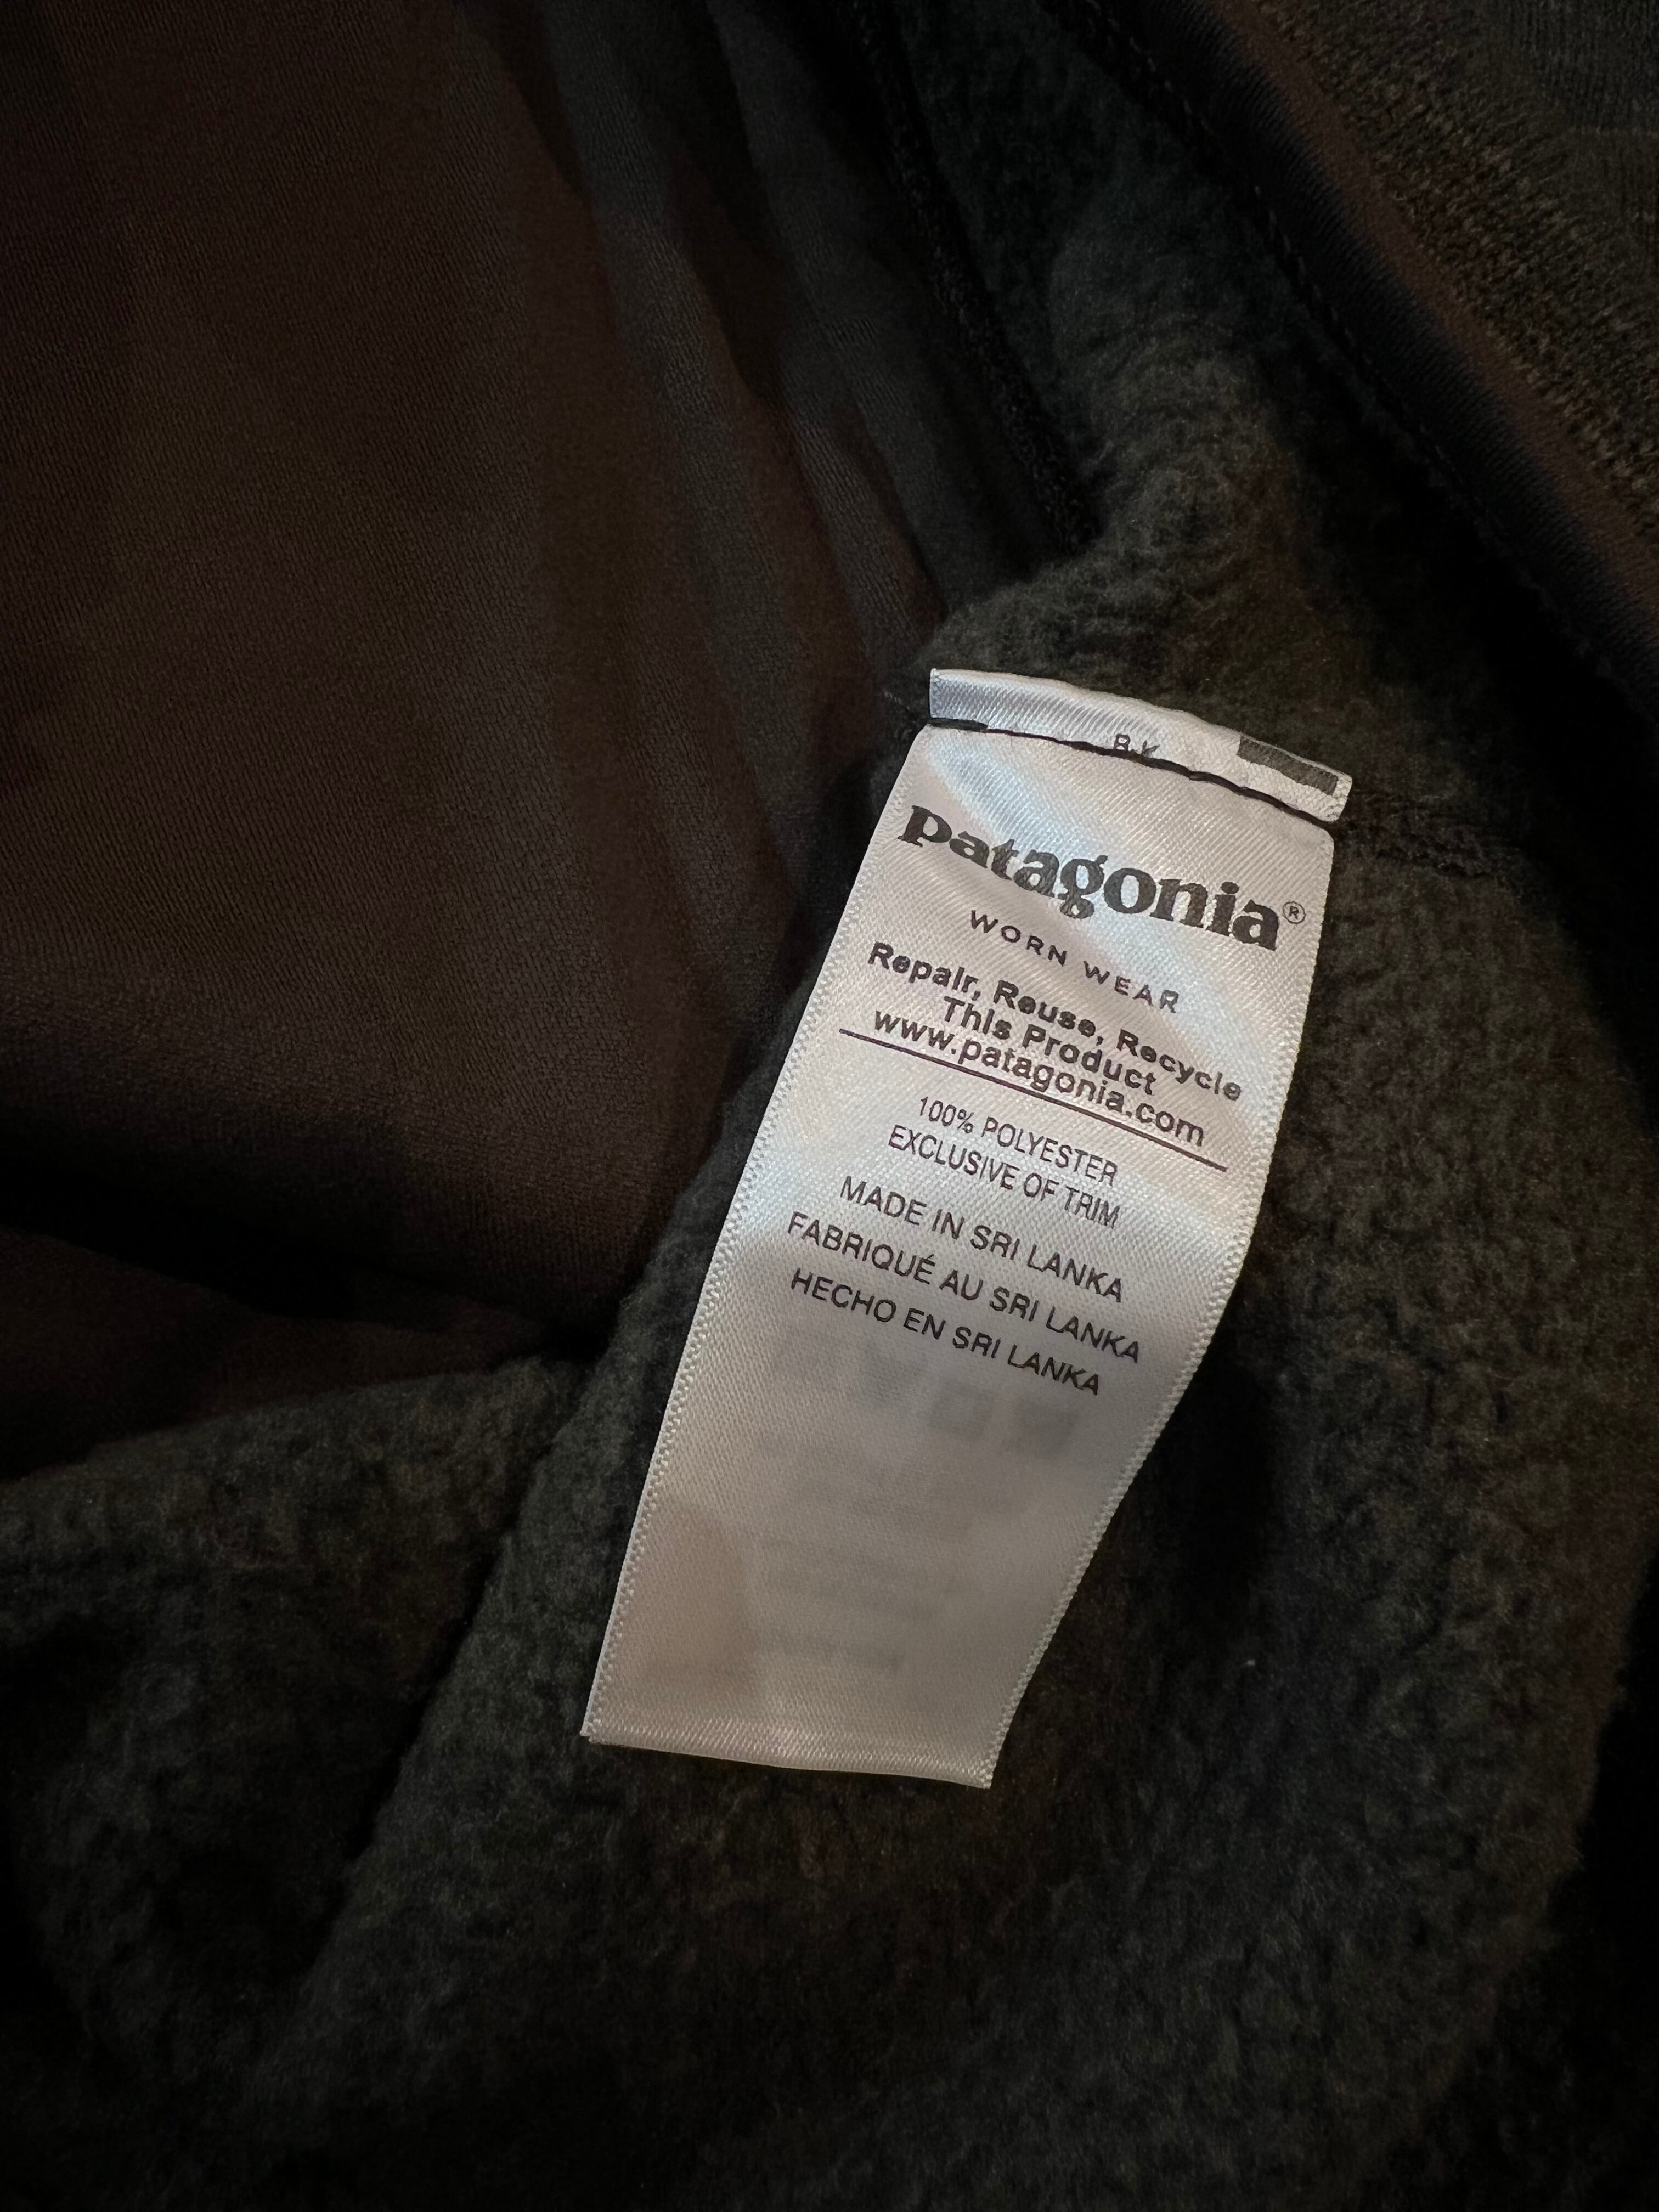 patagonia®
WORN WEAR
Repair, Reuse, Recycle
This Product
www.patagonia.com
100% POLYESTER
EXCLUSIVE OF TRIM
MADE IN SRI LANKA
FABRIQUÉ AU SRI LANKA
HECHO EN SRI LANKA